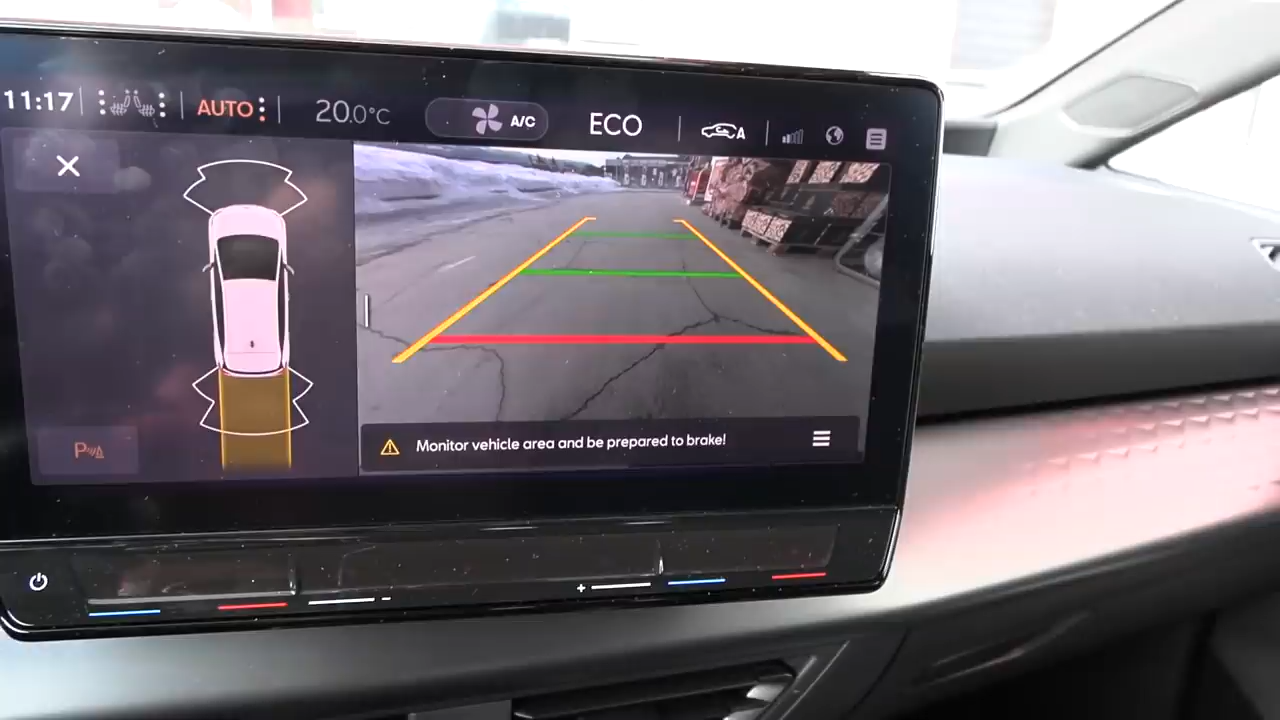 11:17 AUTO 20.0°C A/C ECO A
P
Monitor vehicle area and be prepared to brake!
+ -